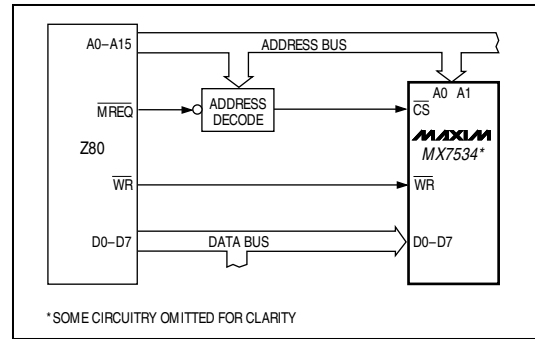 A0–A15
ADDRESS BUS
A0 A1
MREQ
ADDRESS
DECODE
CS
MAXIM
MX7534*
Z80
WR
WR
D0–D7
DATA BUS
D0–D7
*SOME CIRCUITRY OMITTED FOR CLARITY